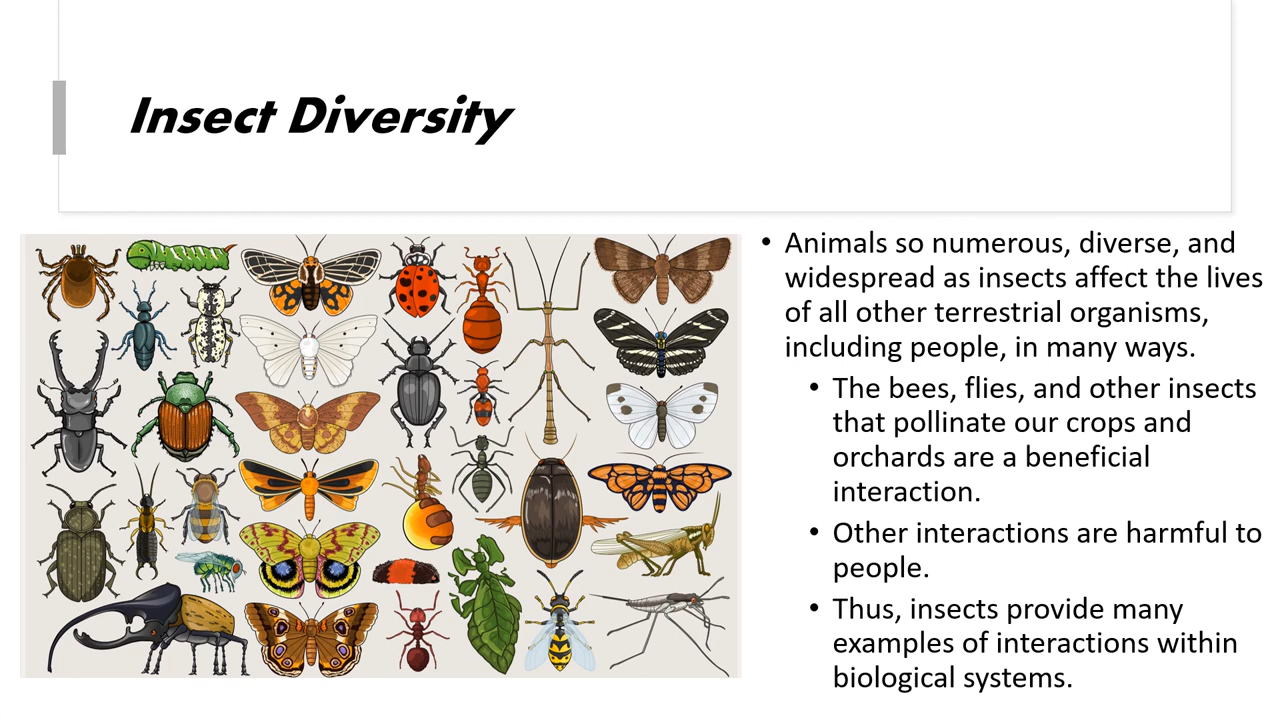 Insect Diversity
• Animals so numerous, diverse, and
widespread as insects affect the lives
of all other terrestrial organisms,
including people, in many ways.
• The bees, flies, and other insects
that pollinate our crops and
orchards are a beneficial
interaction.
• Other interactions are harmful to
people.
• Thus, insects provide many
examples of interactions within
biological systems.